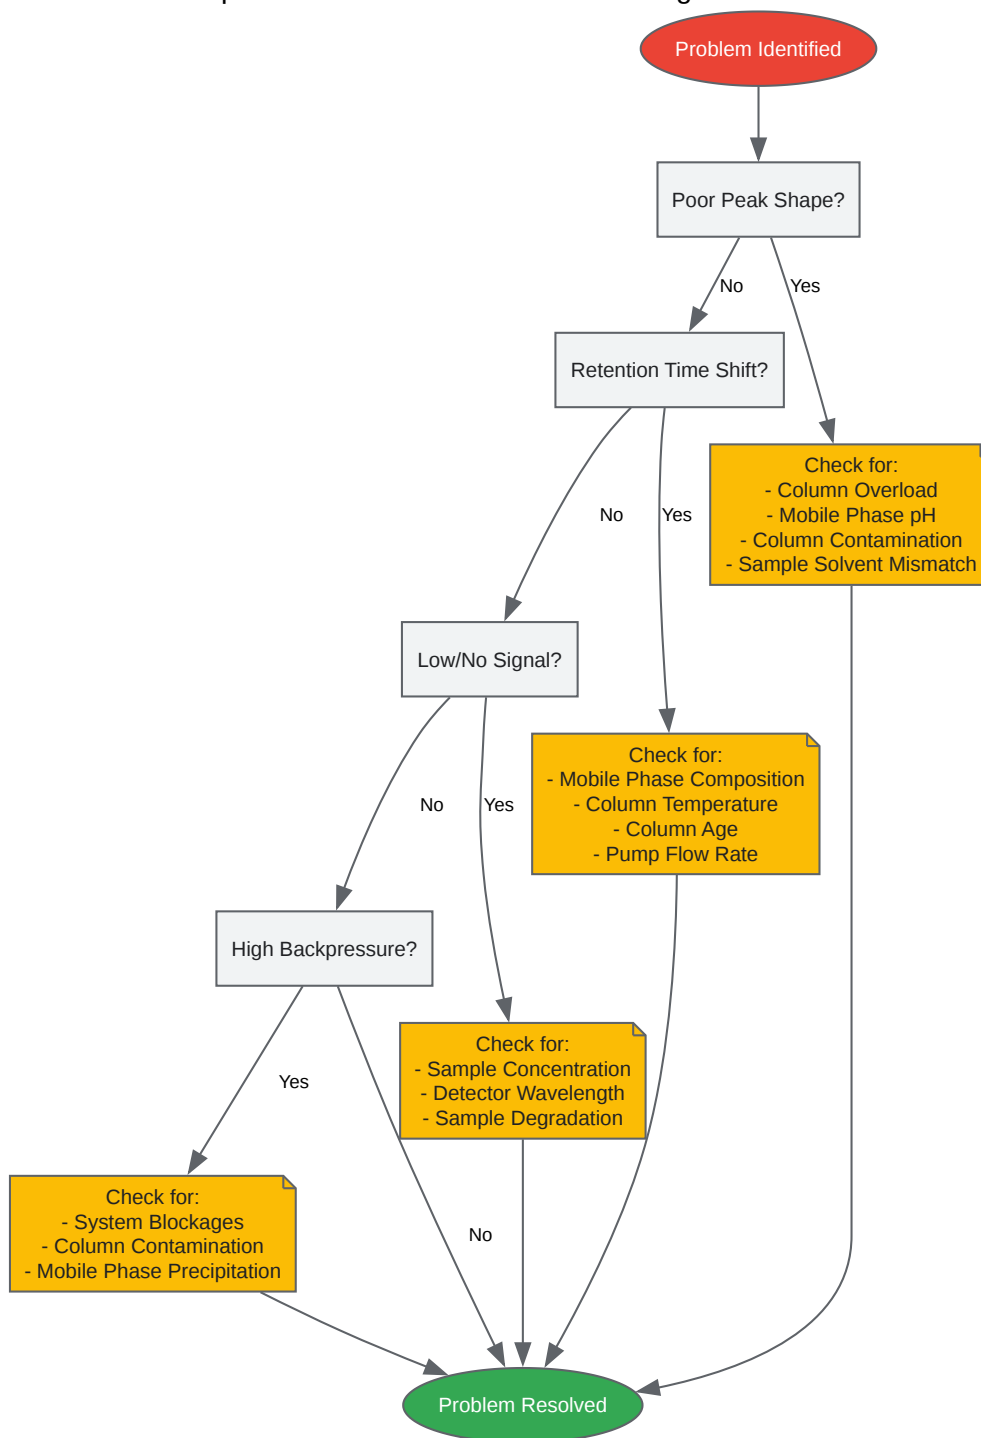 Problem Identified
Poor Peak Shape?
No
Yes
Retention Time Shift?
Check for:
- Column Overload
- Mobile Phase pH
- Column Contamination
- Sample Solvent Mismatch
No
Yes
Low/No Signal?
Check for:
- Mobile Phase Composition
- Column Temperature
- Column Age
- Pump Flow Rate
No
Yes
High Backpressure?
Check for:
- Sample Concentration
- Detector Wavelength
- Sample Degradation
Yes
Check for:
- System Blockages
- Column Contamination
- Mobile Phase Precipitation
No
Problem Resolved